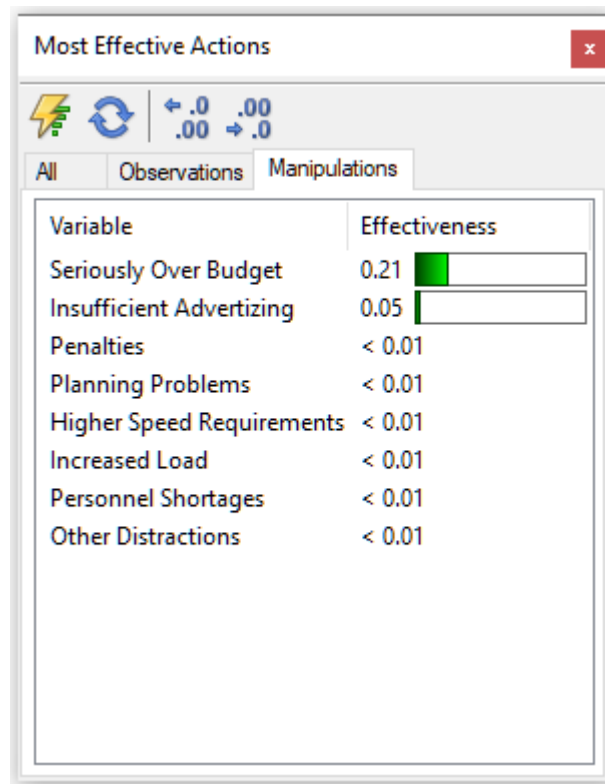 Most Effective Actions
x
.0 .00
.00 .0
All Observations Manipulations
Variable Effectiveness
Seriously Over Budget 0.21
Insufficient Advertizing 0.05
Penalties < 0.01
Planning Problems < 0.01
Higher Speed Requirements < 0.01
Increased Load < 0.01
Personnel Shortages < 0.01
Other Distractions < 0.01